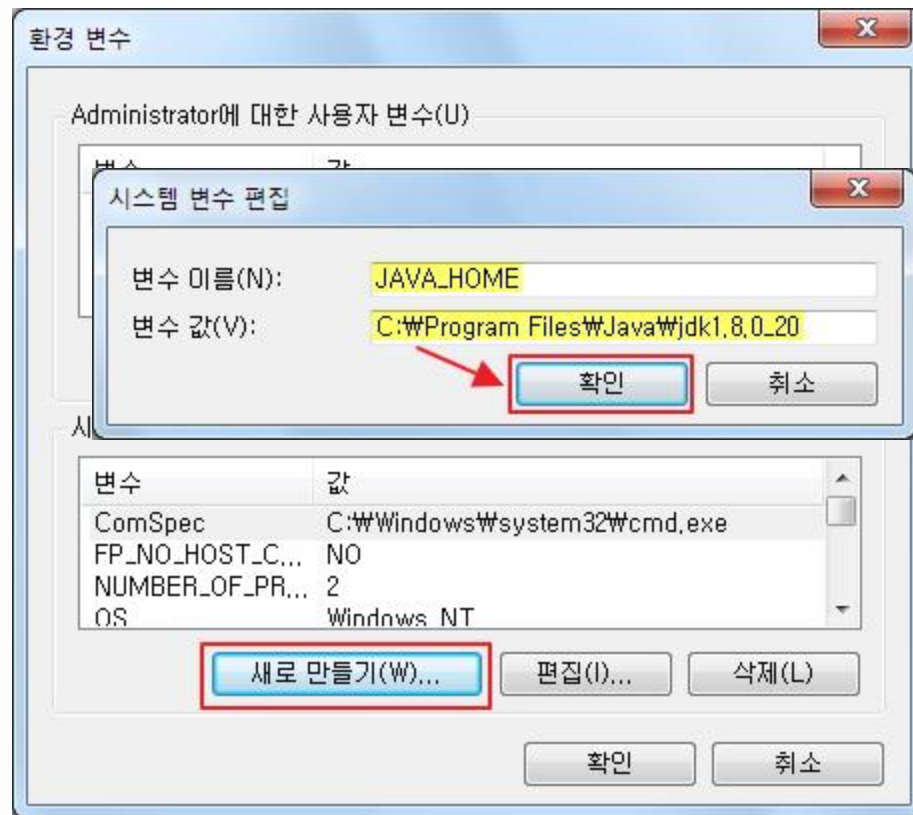 환경 변수
Administrator에 대한 사용자 변수(U)
변수 값
시스템 변수 편집
변수 이름(N): JAVA_HOME
변수 값(V): C:₩Program Files₩Java₩jdk1.8.0_20
확인 취소
시
변수 값
ComSpec C:₩Windows₩system32₩cmd.exe
FP_NO_HOST_C... NO
NUMBER_OF_PR... 2
OS Windows_NT
새로 만들기(W)... 편집(I)... 삭제(L)
확인 취소